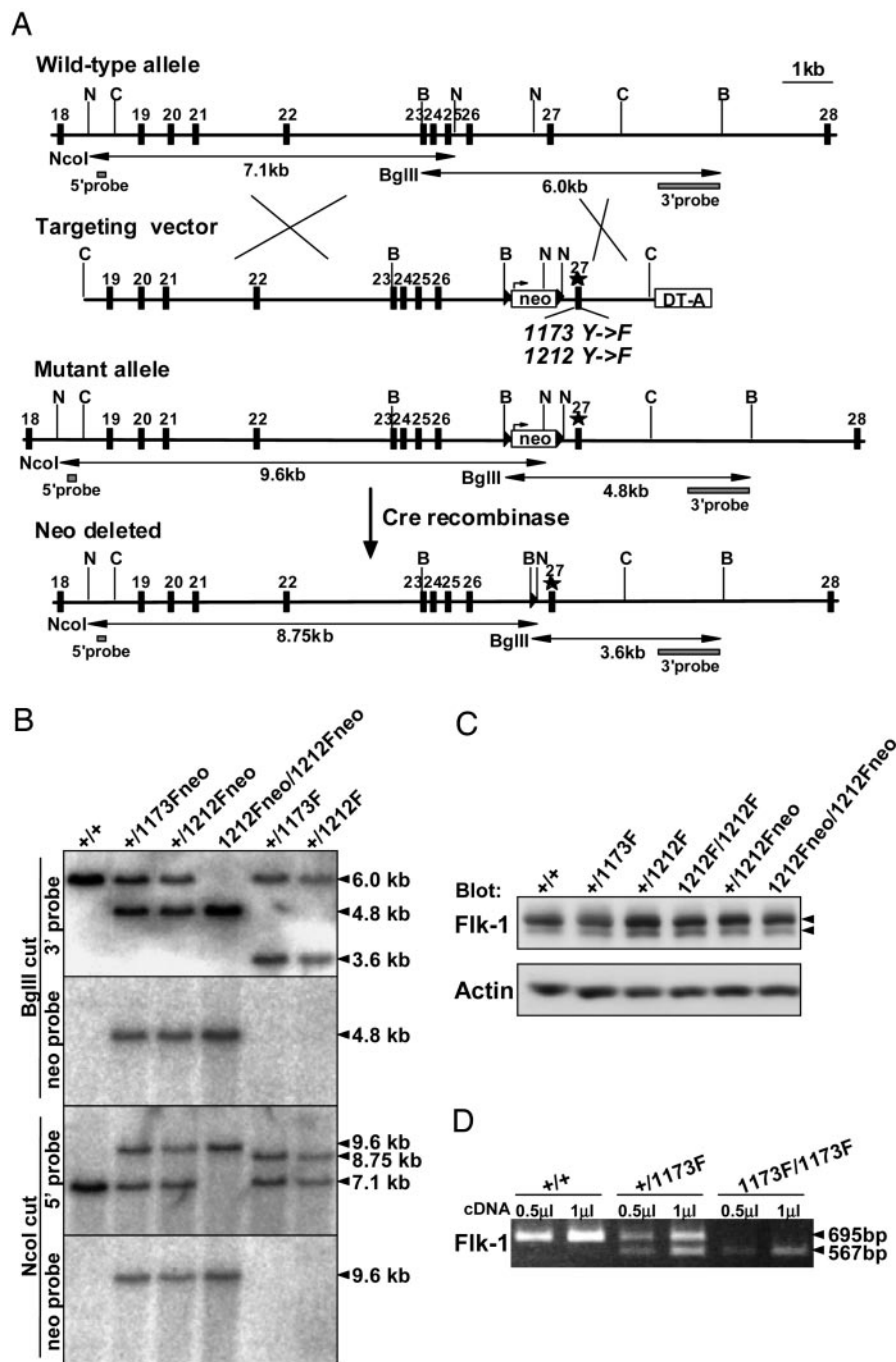 A
Wild-type allele
1kb
N C B N N C B
18 19 20 21 22 23 24 25 26 27 28
NcoI 7.1kb BglII 6.0kb
5'probe 3'probe
Targeting vector
C B B N N C
19 20 21 22 23 24 25 26 neo 27 DT-A
1173 Y->F
1212 Y->F
Mutant allele
N C B B N N C B
18 19 20 21 22 23 24 25 26 neo 27 28
NcoI 9.6kb BglII 4.8kb
5'probe 3'probe
Cre recombinase
Neo deleted
N C B B N C B
18 19 20 21 22 23 24 25 26 27 28
NcoI 8.75kb BglII 3.6kb
5'probe 3'probe
B
+/+ +/1173Fneo +/1212Fneo 1212Fneo/1212Fneo +/1173F +/1212F
BglII cut
3' probe
6.0 kb
4.8 kb
3.6 kb
neo probe
4.8 kb
NcoI cut
5' probe
9.6 kb
8.75 kb
7.1 kb
neo probe
9.6 kb
C
+/+ +/1173F +/1212F 1212F/1212F +/1212Fneo 1212Fneo/1212Fneo
Blot:
Flk-1
Actin
D
+/+ +/1173F 1173F/1173F
cDNA 0.5µl 1µl 0.5µl 1µl 0.5µl 1µl
Flk-1
695bp
567bp